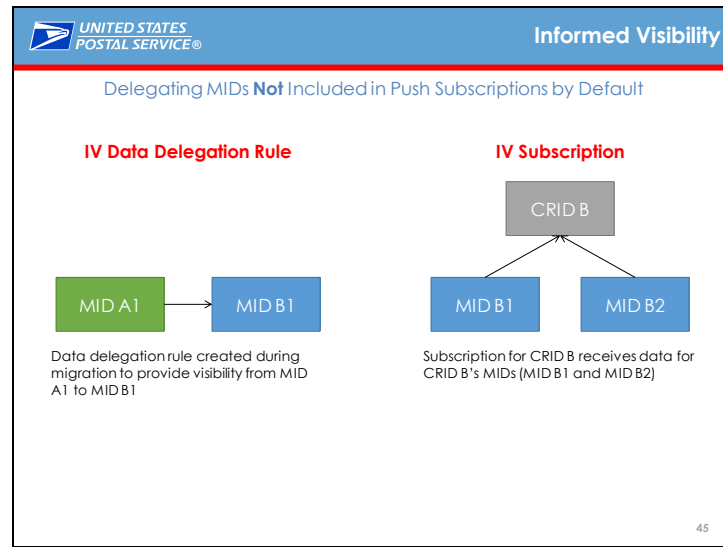 UNITED STATES
POSTAL SERVICE®
Informed Visibility
Delegating MIDs Not Included in Push Subscriptions by Default
IV Data Delegation Rule
IV Subscription
CRID B
MID A1
MID B1
MID B1
MID B2
Data delegation rule created during
migration to provide visibility from MID
A1 to MID B1
Subscription for CRID B receives data for
CRID B’s MIDs (MID B1 and MID B2)
45